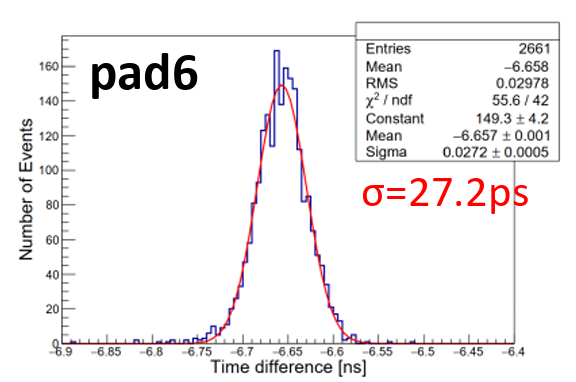 pad6
Entries 2661
Mean −6.658
RMS 0.02978
χ² / ndf 55.6 / 42
Constant 149.3 ± 4.2
Mean −6.657 ± 0.001
Sigma 0.0272 ± 0.0005
σ=27.2ps
Number of Events
160
140
120
100
80
60
40
20
0
−6.9 −6.85 −6.8 −6.75 −6.7 −6.65 −6.6 −6.55 −6.5 −6.45 −6.4
Time difference [ns]